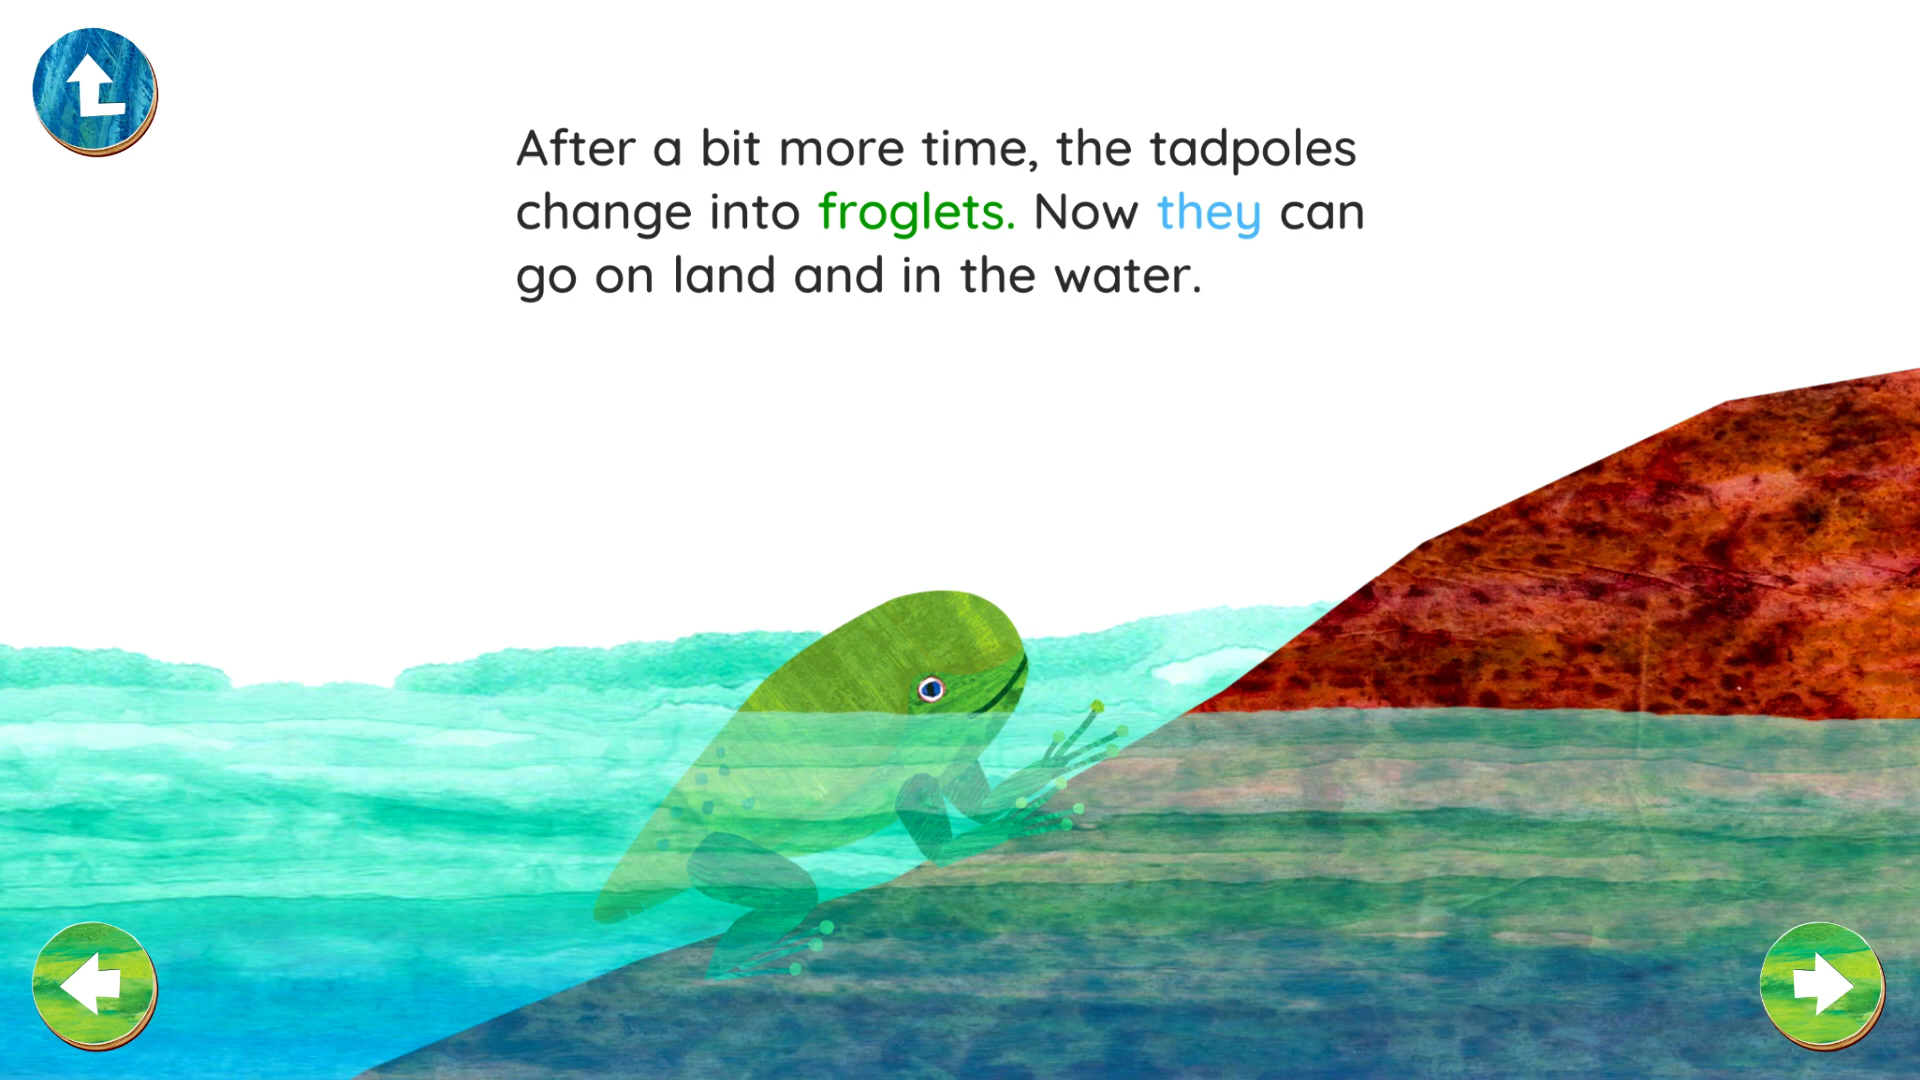 After a bit more time, the tadpoles
change into froglets. Now they can
go on land and in the water.